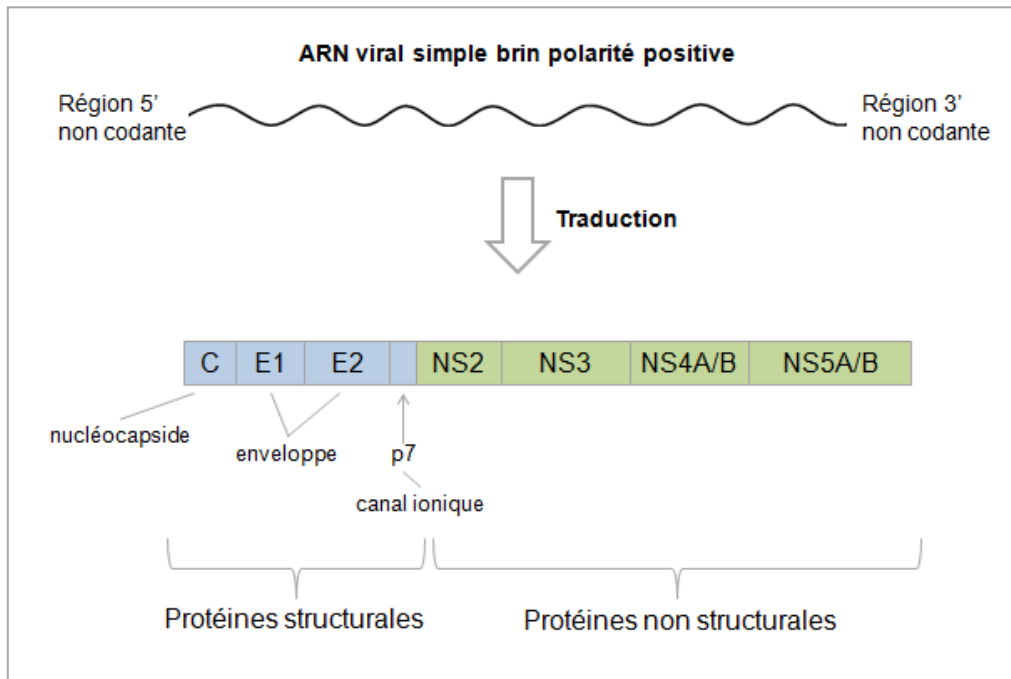 ARN viral simple brin polarité positive
Région 5’
non codante
Région 3’
non codante
Traduction
C E1 E2 NS2 NS3 NS4A/B NS5A/B
nucléocapside
enveloppe
p7
canal ionique
Protéines structurales
Protéines non structurales